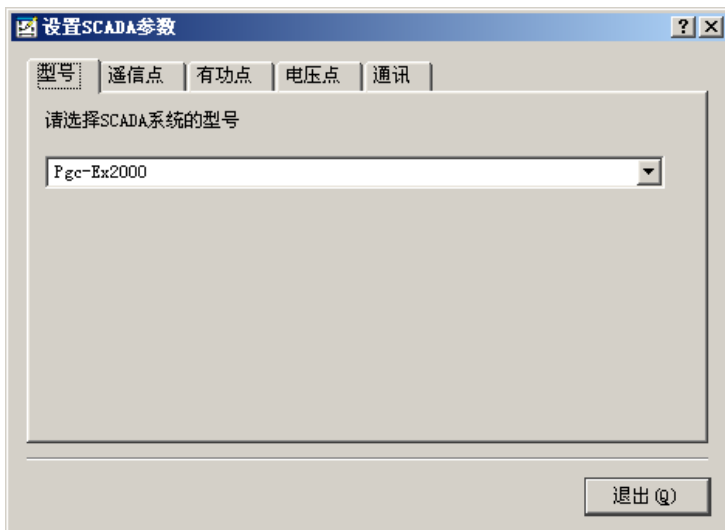 设置SCADA参数
型号 遥信点 有功点 电压点 通讯
请选择SCADA系统的型号
Pgc-Ex2000
退出(Q)